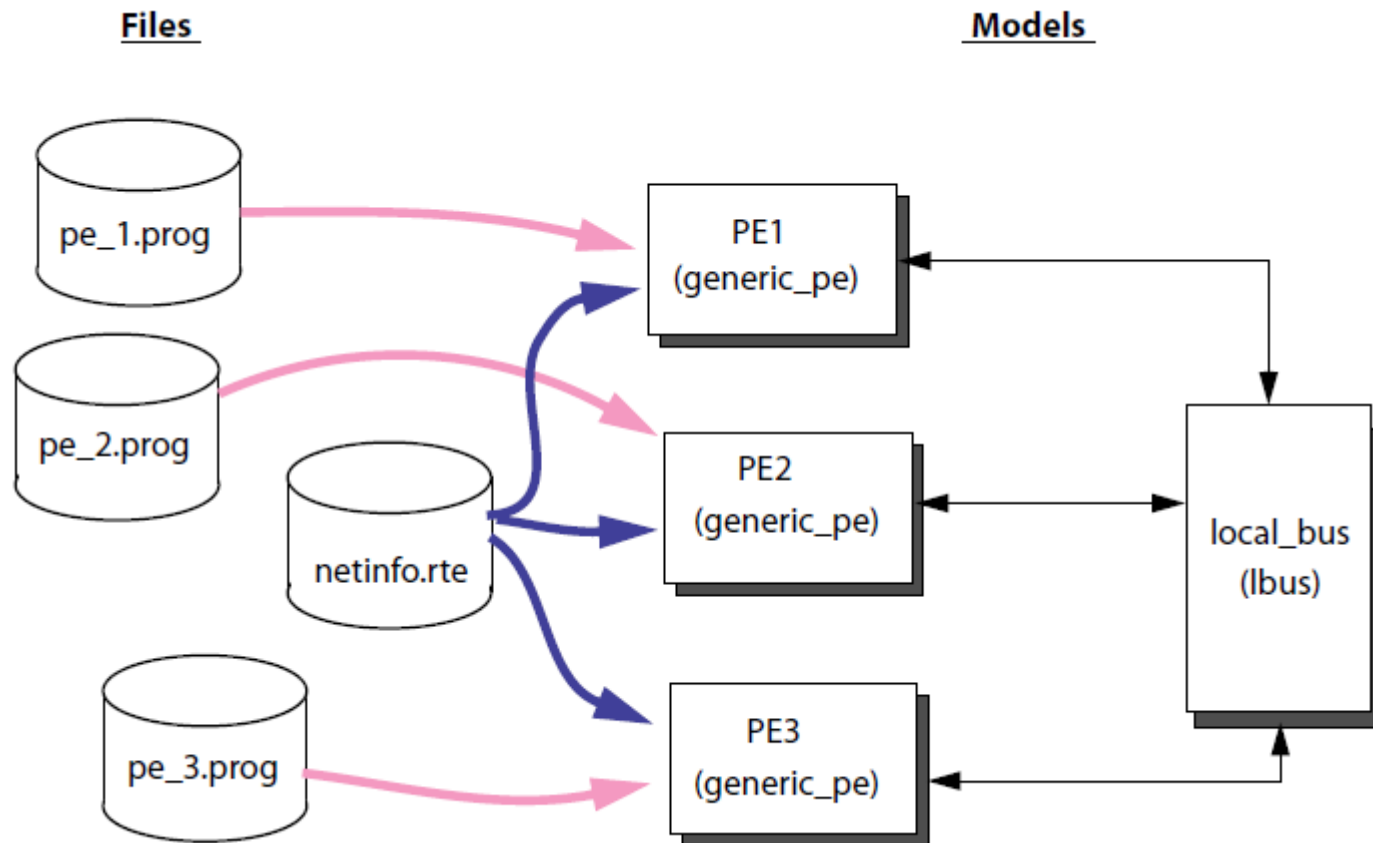 Files
Models
pe_1.prog
PE1
(generic_pe)
pe_2.prog
PE2
(generic_pe)
netinfo.rte
local_bus
(lbus)
pe_3.prog
PE3
(generic_pe)